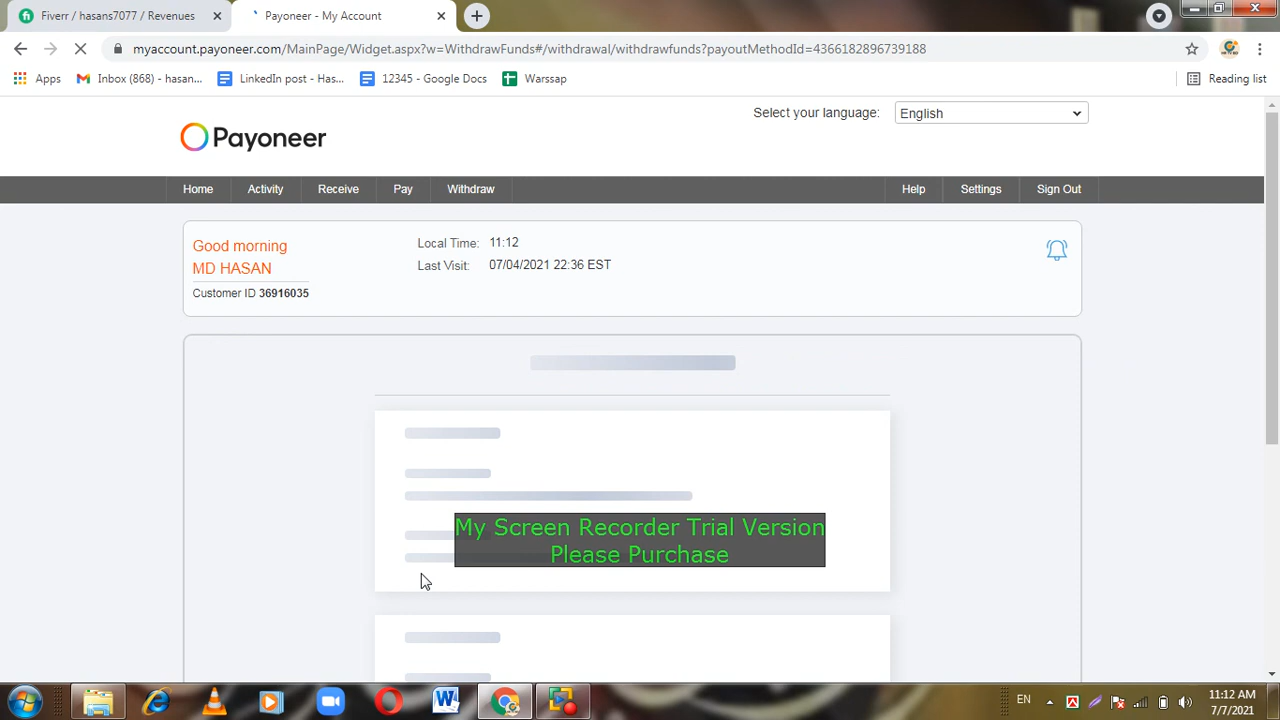 Fiverr / hasans7077 / Revenues
Payoneer - My Account
myaccount.payoneer.com/MainPage/Widget.aspx?w=WithdrawFunds#/withdrawal/withdrawfunds?payoutMethodId=4366182896739188
Apps
Inbox (868) - hasan...
LinkedIn post - Has...
12345 - Google Docs
Warssap
Reading list
Select your language:
English
Payoneer
Home
Activity
Receive
Pay
Withdraw
Help
Settings
Sign Out
Good morning
MD HASAN
Customer ID 36916035
Local Time: 11:12
Last Visit: 07/04/2021 22:36 EST
My Screen Recorder Trial Version
Please Purchase
EN
11:12 AM
7/7/2021